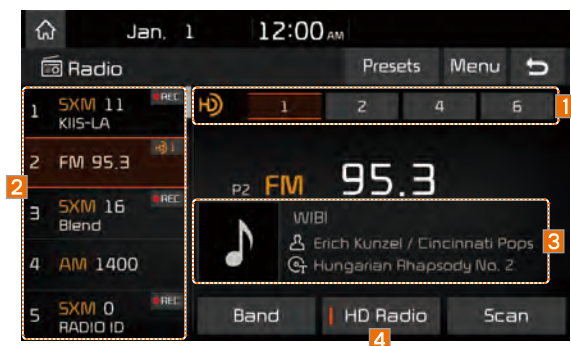 Jan. 1 12:00 AM
Radio Presets Menu
1 SXM 11 REC
KIIS-LA
HD 1 2 4 6
1
2 FM 95.3 HD 1
2
P2 FM 95.3
3 SXM 16 REC
Blend
WIBI
Erich Kunzel / Cincinnati Pops
3
Hungarian Rhapsody No. 2
4 AM 1400
5 SXM 0 REC
RADIO ID
Band HD Radio Scan
4